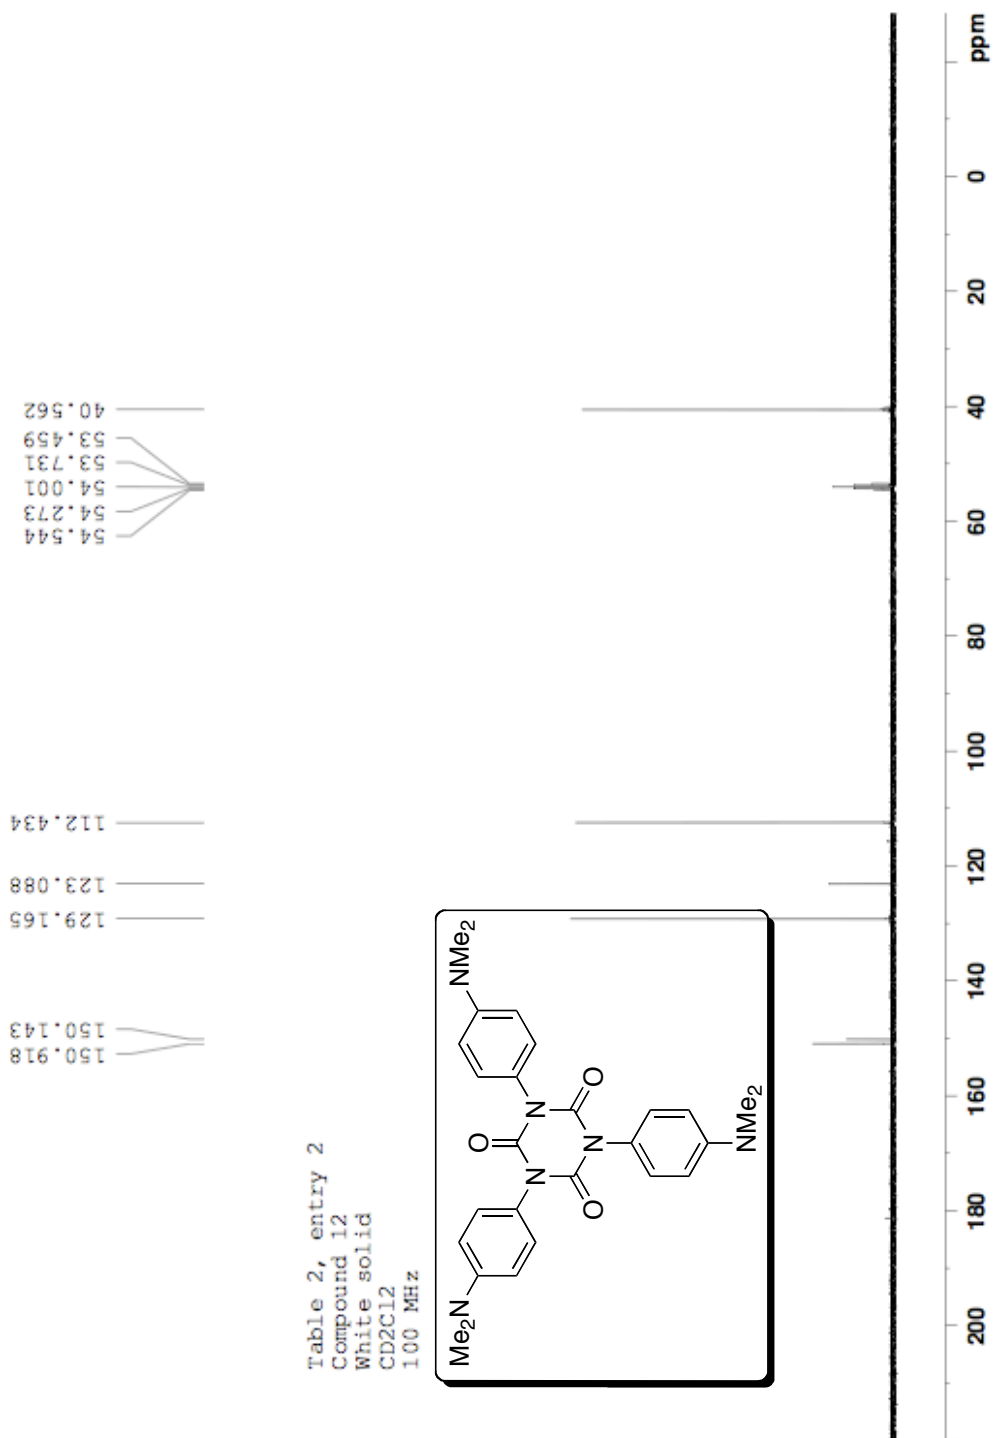 150.918
150.143
129.165
123.088
112.434
54.544
54.273
54.001
53.731
53.459
40.562
Table 2, entry 2
Compound 12
White solid
CD2Cl2
100 MHz
Me₂N
NMe₂
O
N
N
N
O
O
NMe₂
200
180
160
140
120
100
80
60
40
20
0
ppm